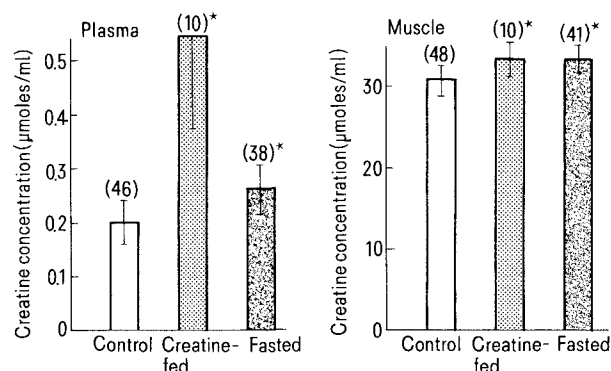 Plasma
(10)*
(46)
(38)*
0.5
0.4
0.3
0.2
0.1
0
Creatine concentration (μmoles/ml)
Control Creatine- Fasted
fed
Muscle
(48)
(10)*
(41)*
30
20
10
0
Creatine concentration (μmoles/ml)
Control Creatine- Fasted
fed